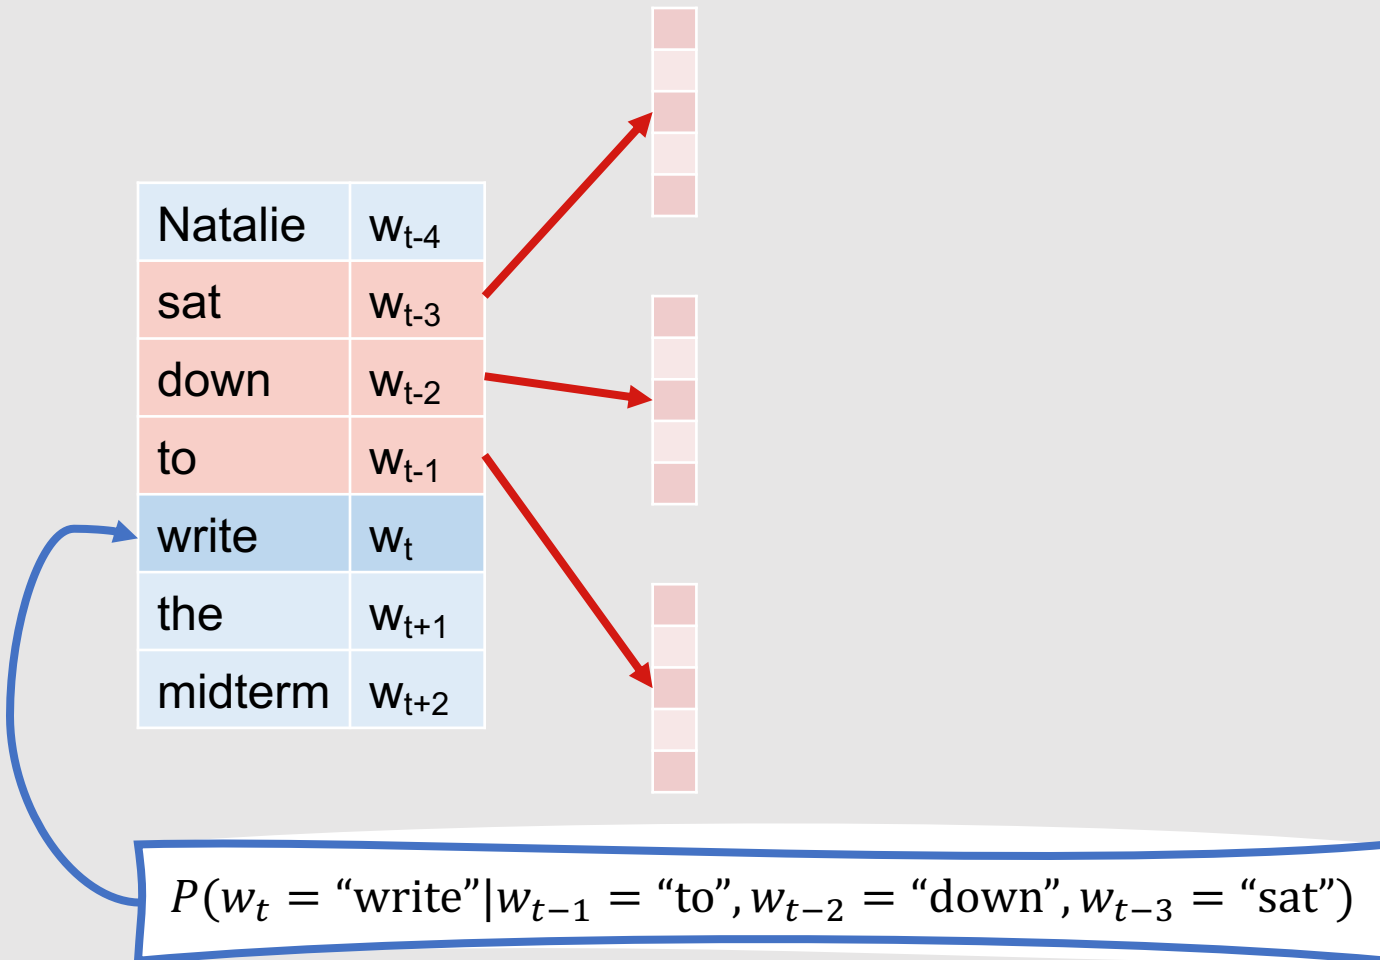 Natalie w_{t-4}
sat w_{t-3}
down w_{t-2}
to w_{t-1}
write w_t
the w_{t+1}
midterm w_{t+2}
P(w_t = “write”|w_{t−1} = “to”, w_{t−2} = “down”, w_{t−3} = “sat”)